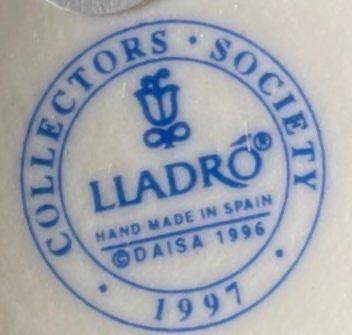 COLLECTORS · SOCIETY
LLADRÓ®
HAND MADE IN SPAIN
©DAISA 1996
· 1997 ·